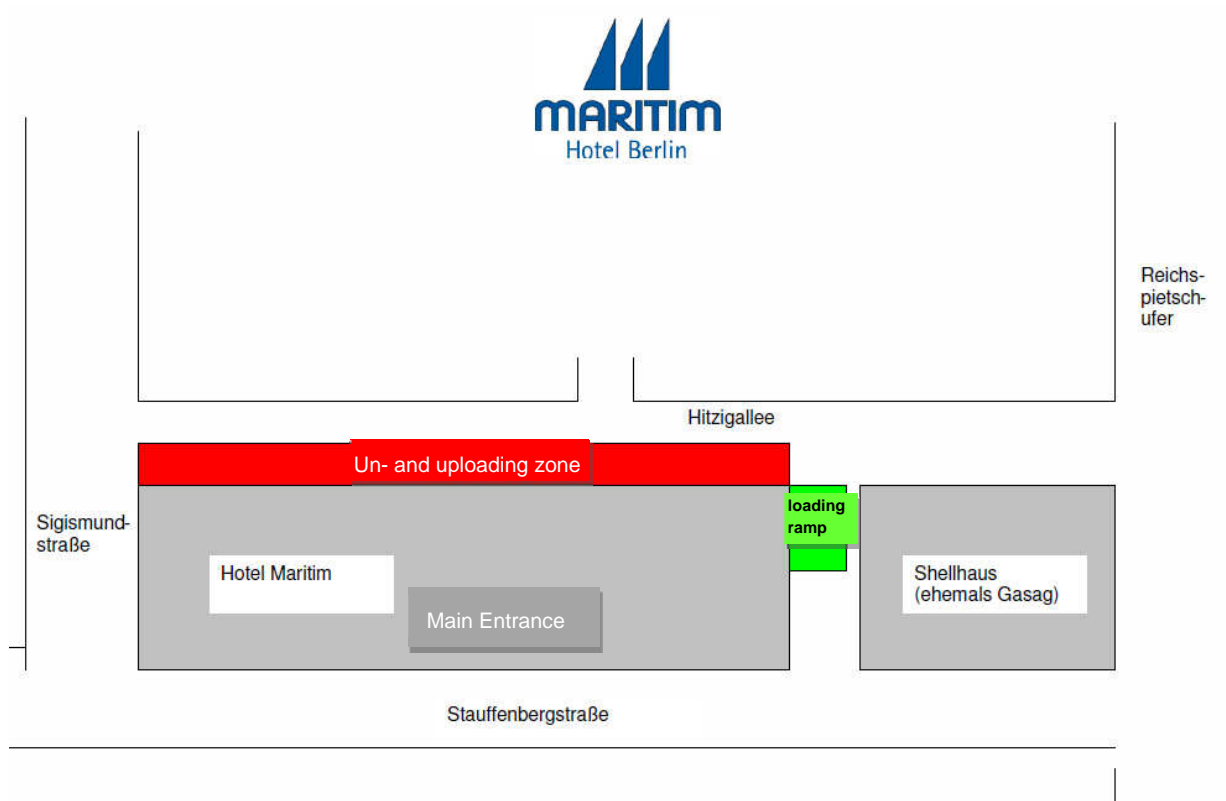 MARITIM
Hotel Berlin
Reichs-
pietsch-
ufer
Hitzigallee
Un- and uploading zone
loading
ramp
Sigismund-
straße
Hotel Maritim
Shellhaus
(ehemals Gasag)
Main Entrance
Stauffenbergstraße